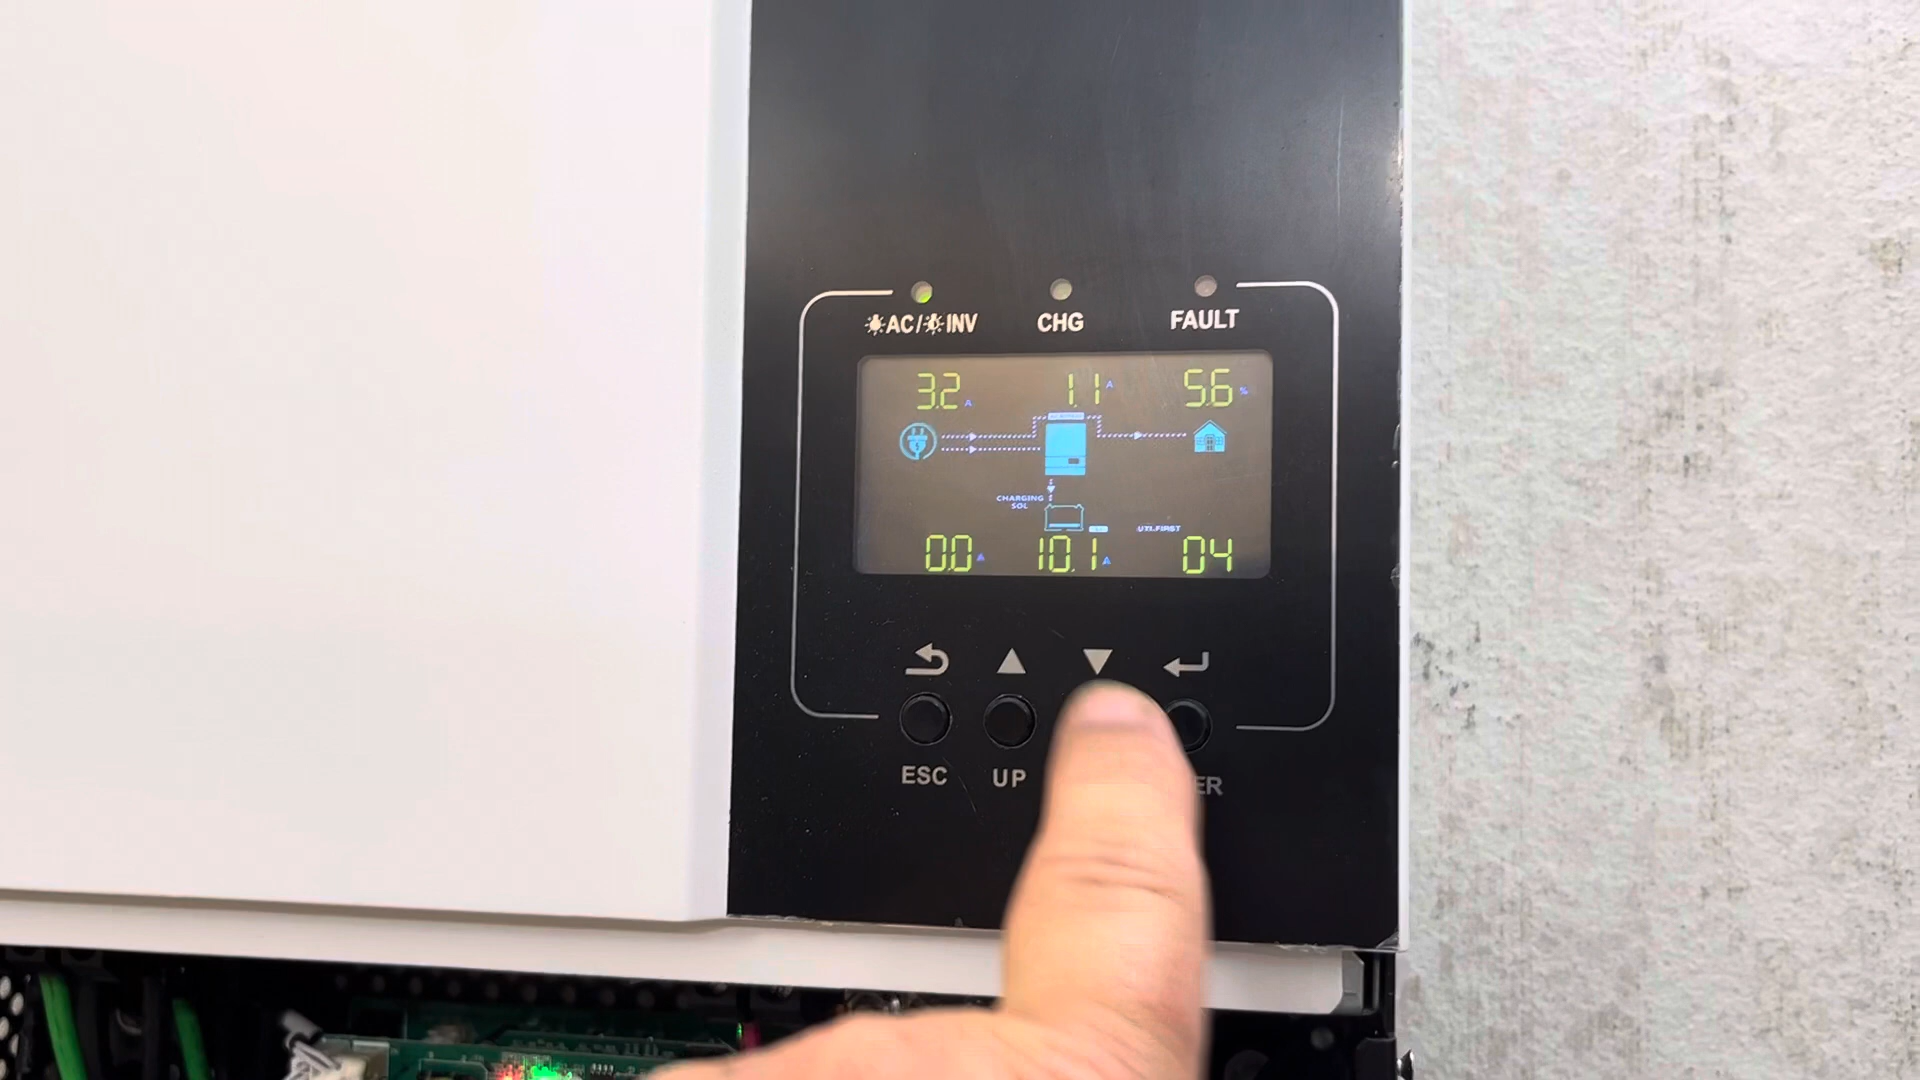 AC/ INV CHG FAULT
3.2 A 1.1 A 5.6 %
CHARGING
SOL
UTI.FIRST
0.0 A 10.1 A 04
ESC UP ER